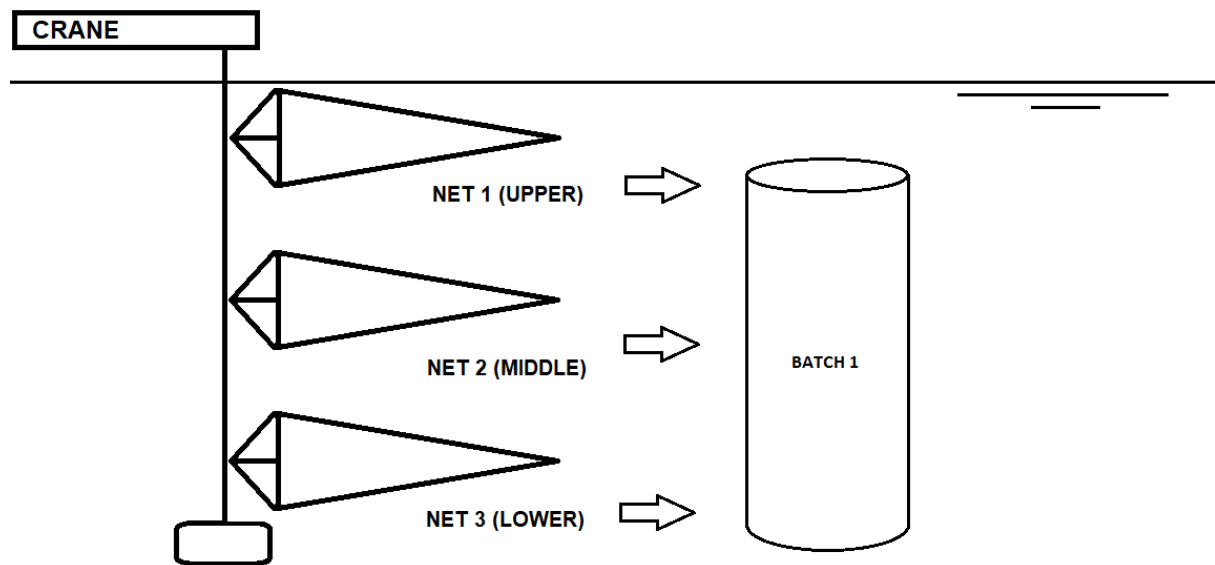 CRANE
NET 1 (UPPER)
NET 2 (MIDDLE)
BATCH 1
NET 3 (LOWER)